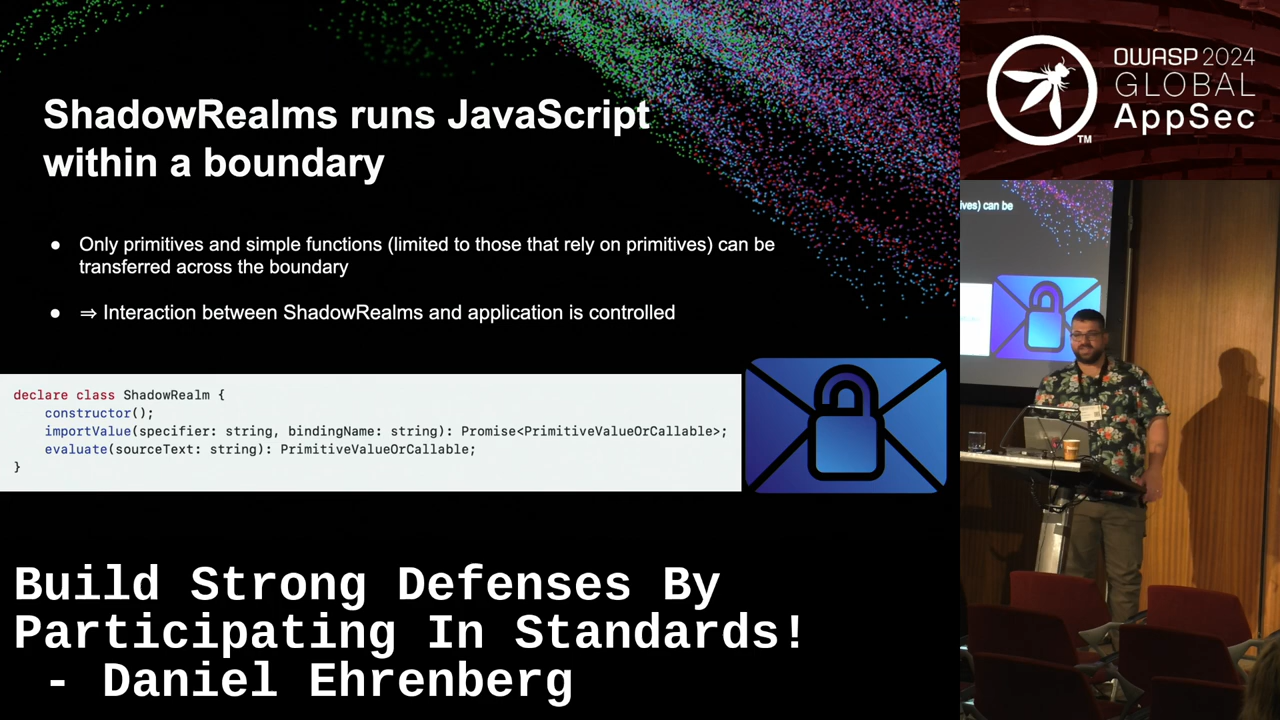 ShadowRealms runs JavaScript
within a boundary
● Only primitives and simple functions (limited to those that rely on primitives) can be
transferred across the boundary
● ⇒ Interaction between ShadowRealms and application is controlled
declare class ShadowRealm {
    constructor();
    importValue(specifier: string, bindingName: string): Promise<PrimitiveValueOrCallable>;
    evaluate(sourceText: string): PrimitiveValueOrCallable;
}
Build Strong Defenses By
Participating In Standards!
- Daniel Ehrenberg
OWASP 2024
GLOBAL
AppSec
TM
ives) can be